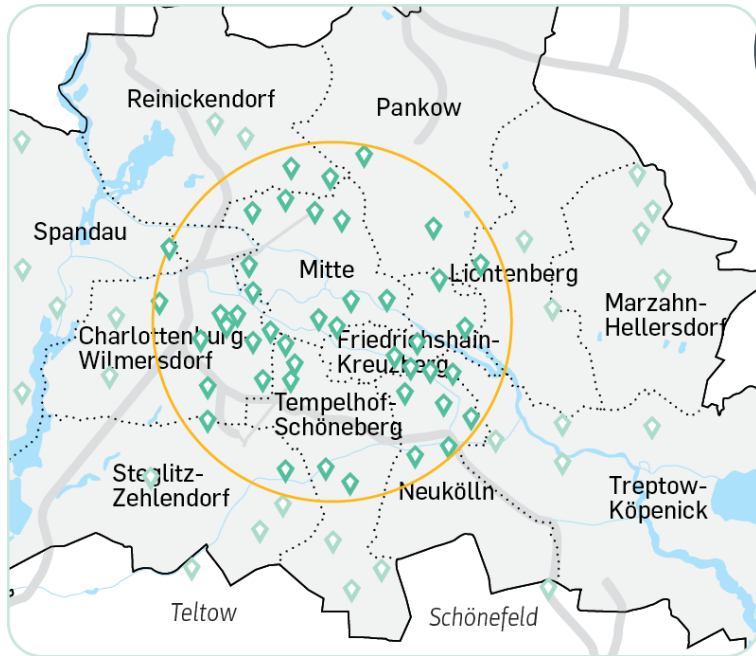 Reinickendorf
Pankow
Spandau
Mitte
Lichtenberg
Marzahn-
Hellersdorf
Charlottenburg-
Wilmersdorf
Friedrichshain-
Kreuzberg
Tempelhof-
Schöneberg
Steglitz-
Zehlendorf
Neukölln
Treptow-
Köpenick
Teltow
Schönefeld